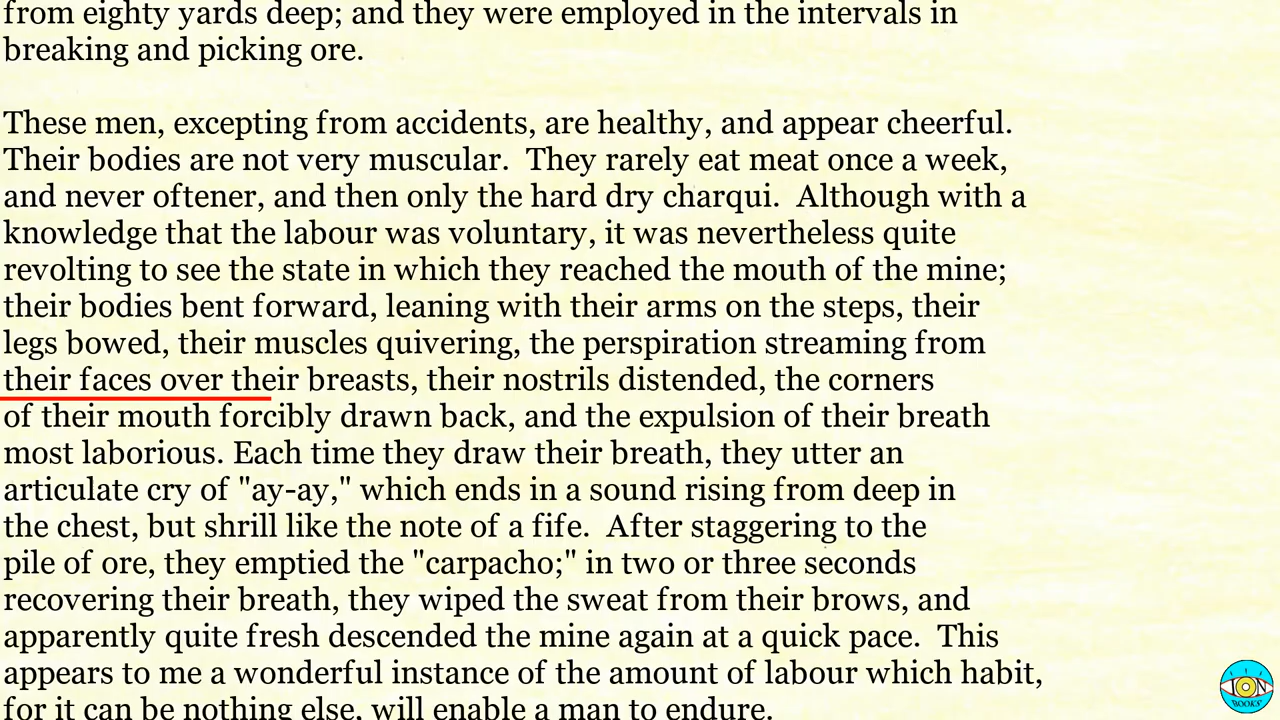 from eighty yards deep; and they were employed in the intervals in
breaking and picking ore.
These men, excepting from accidents, are healthy, and appear cheerful.
Their bodies are not very muscular.  They rarely eat meat once a week,
and never oftener, and then only the hard dry charqui.  Although with a
knowledge that the labour was voluntary, it was nevertheless quite
revolting to see the state in which they reached the mouth of the mine;
their bodies bent forward, leaning with their arms on the steps, their
legs bowed, their muscles quivering, the perspiration streaming from
their faces over their breasts, their nostrils distended, the corners
of their mouth forcibly drawn back, and the expulsion of their breath
most laborious. Each time they draw their breath, they utter an
articulate cry of "ay-ay," which ends in a sound rising from deep in
the chest, but shrill like the note of a fife.  After staggering to the
pile of ore, they emptied the "carpacho;" in two or three seconds
recovering their breath, they wiped the sweat from their brows, and
apparently quite fresh descended the mine again at a quick pace.  This
appears to me a wonderful instance of the amount of labour which habit,
for it can be nothing else, will enable a man to endure.
ION
BOOKS